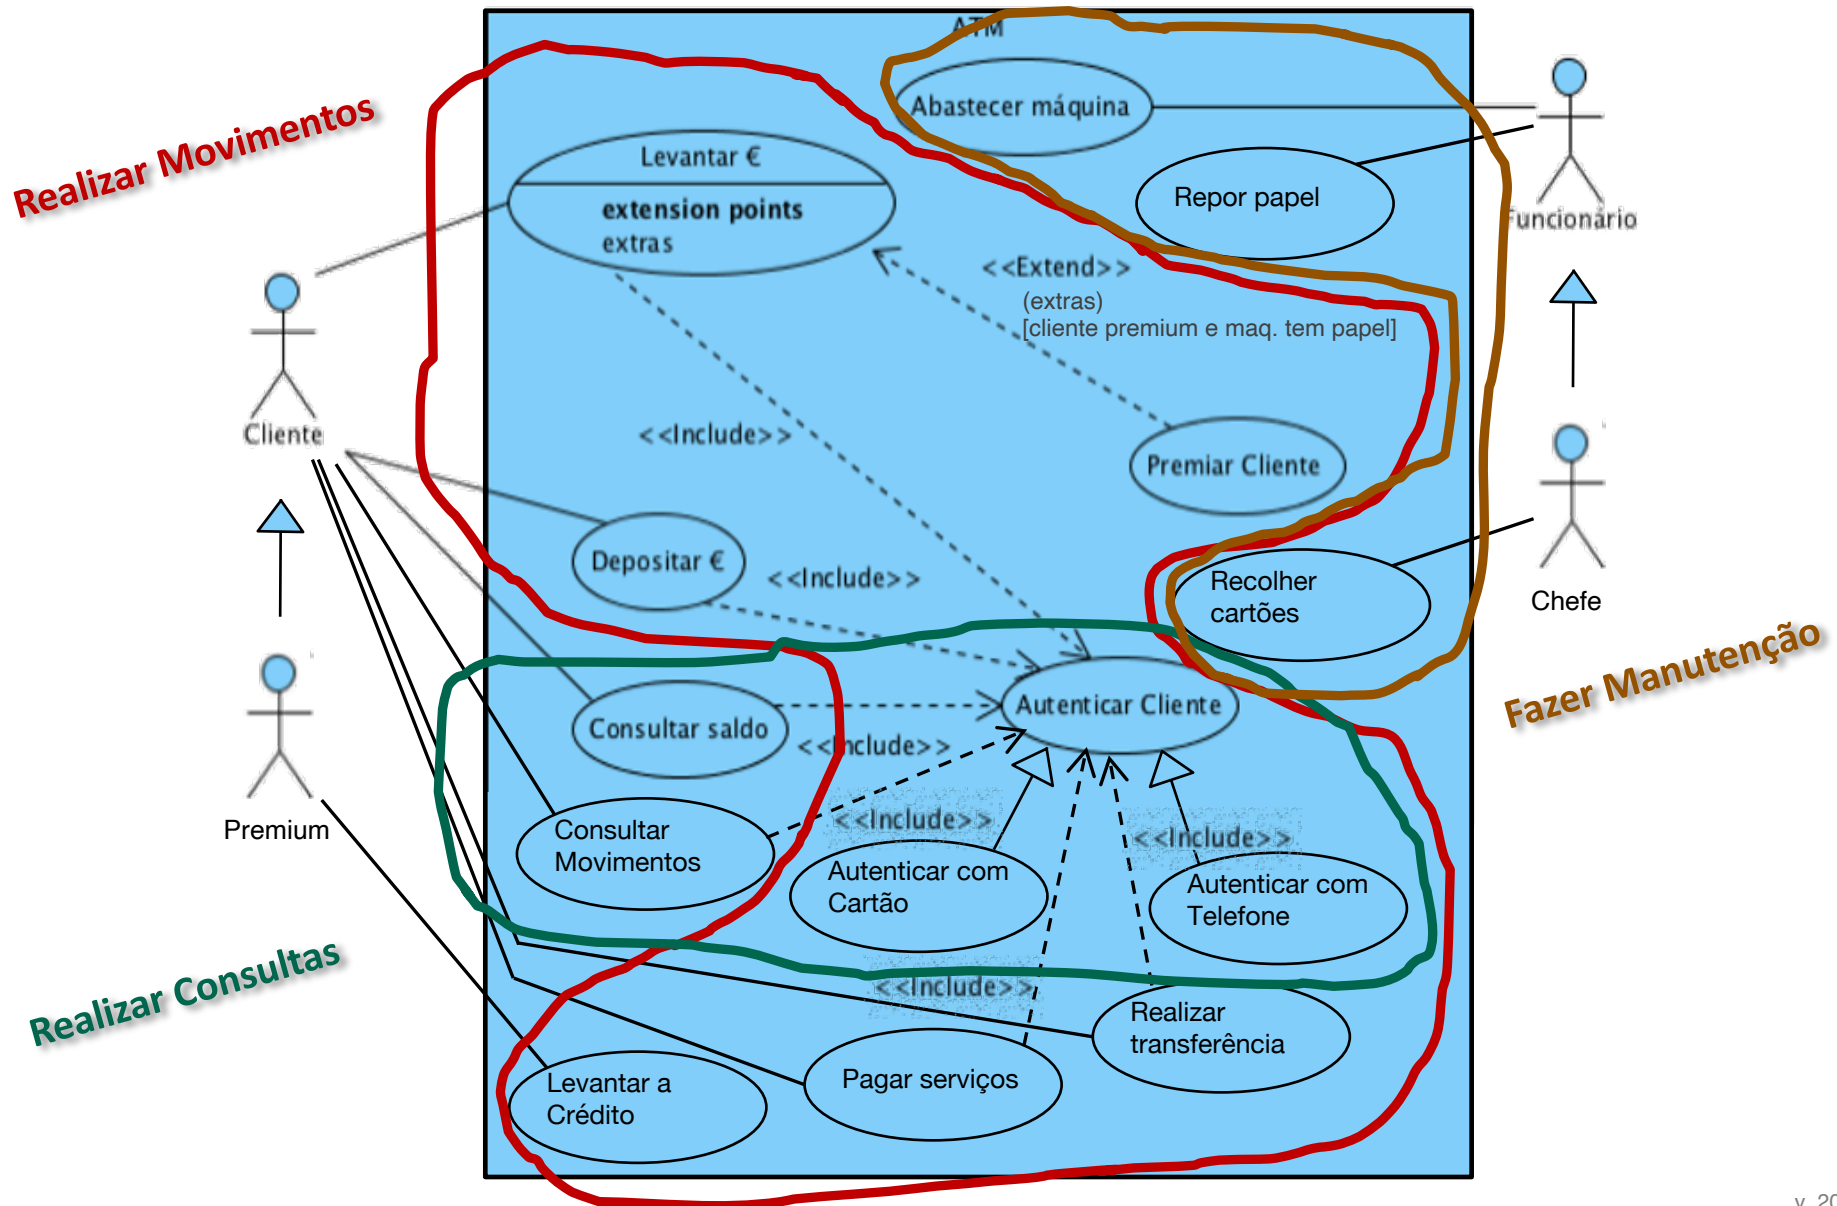 ATM
Realizar Movimentos
Abastecer máquina
Levantar €
extension points
extras
Repor papel
Funcionário
<<Extend>>
(extras)
[cliente premium e maq. tem papel]
Cliente
<<Include>>
Premiar Cliente
Depositar €
<<Include>>
Recolher
cartões
Chefe
Fazer Manutenção
Autenticar Cliente
Consultar saldo
<<Include>>
Premium
Consultar
Movimentos
<<Include>>
<<Include>>
Autenticar com
Cartão
Autenticar com
Telefone
Realizar Consultas
<<Include>>
Realizar
transferência
Pagar serviços
Levantar a
Crédito
v. 20